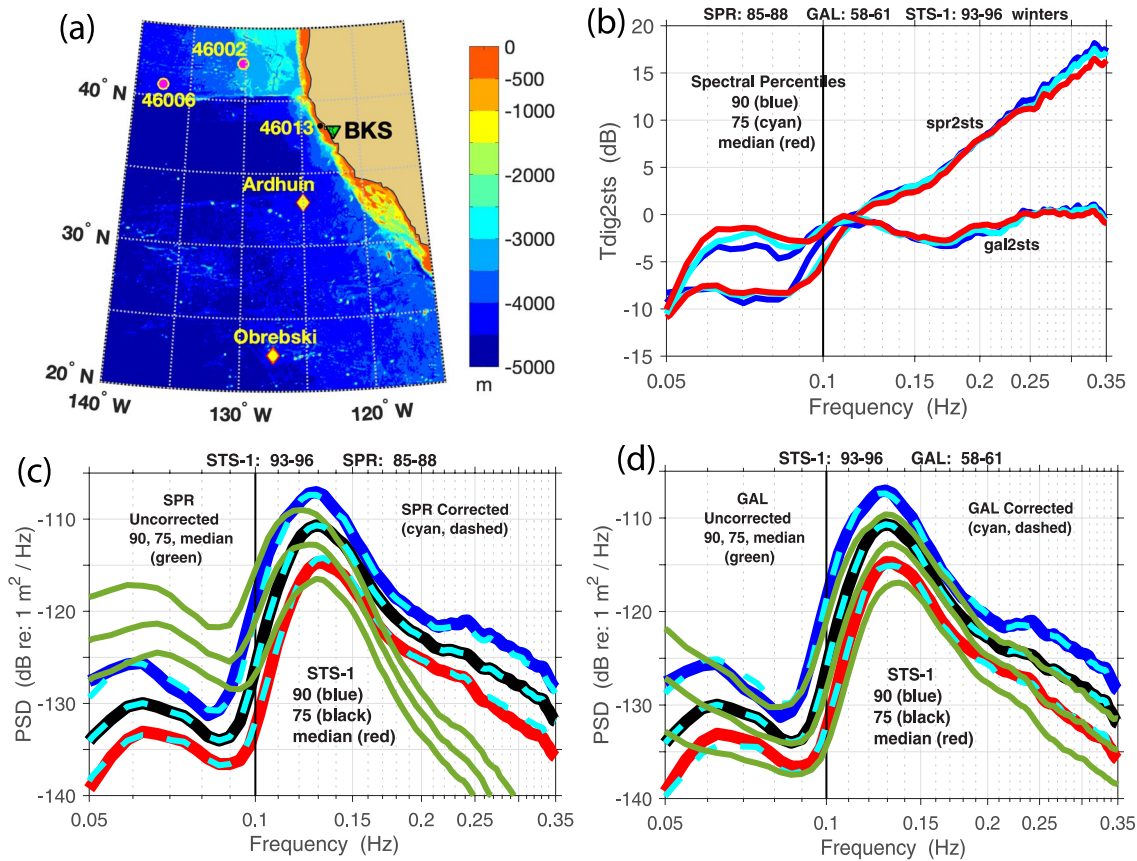 (a)
46002
46006
46013
BKS
Ardhuin
Obrebski
40° N
30° N
20° N
140° W
130° W
120° W
0
-500
-1000
-2000
-3000
-4000
-5000
m
(b)
SPR: 85-88 GAL: 58-61 STS-1: 93-96 winters
Spectral Percentiles
90 (blue)
75 (cyan)
median (red)
spr2sts
gal2sts
Tdig2sts (dB)
20
15
10
5
0
-5
-10
-15
0.05
0.1
0.15
0.2
0.25
0.35
Frequency (Hz)
(c)
STS-1: 93-96 SPR: 85-88
SPR
Uncorrected
90, 75, median
(green)
SPR Corrected
(cyan, dashed)
STS-1
90 (blue)
75 (black)
median (red)
PSD (dB re: 1 m² / Hz)
-110
-120
-130
-140
0.05
0.1
0.15
0.2
0.35
Frequency (Hz)
(d)
STS-1: 93-96 GAL: 58-61
GAL
Uncorrected
90, 75, median
(green)
GAL Corrected
(cyan, dashed)
STS-1
90 (blue)
75 (black)
median (red)
PSD (dB re: 1 m² / Hz)
-110
-120
-130
-140
0.05
0.1
0.15
0.2
0.35
Frequency (Hz)